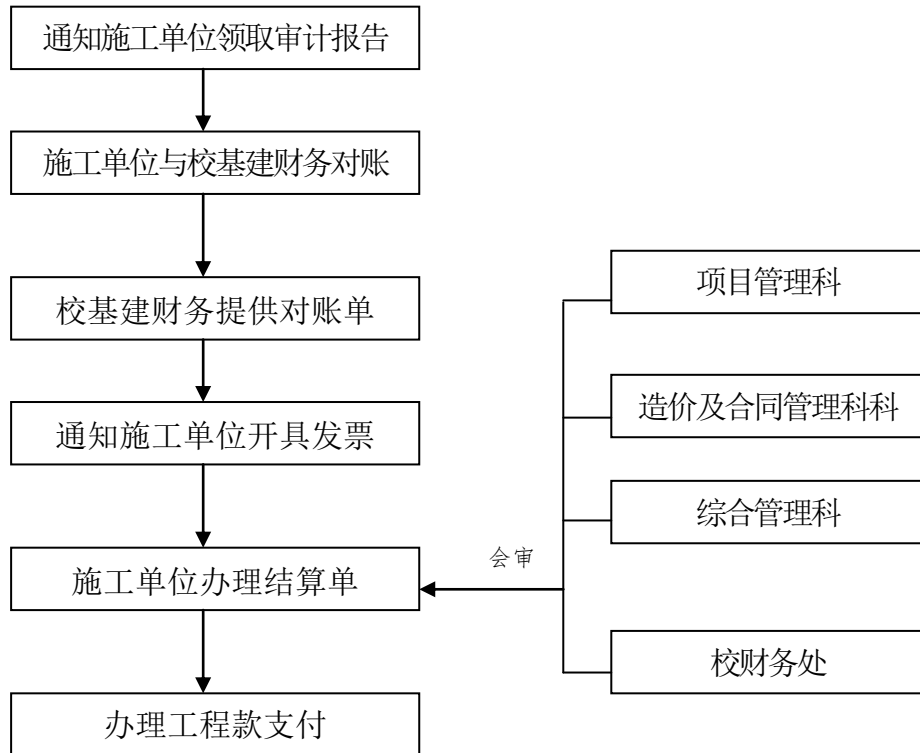 通知施工单位领取审计报告
施工单位与校基建财务对账
校基建财务提供对账单
通知施工单位开具发票
施工单位办理结算单
办理工程款支付
会审
项目管理科
造价及合同管理科科
综合管理科
校财务处